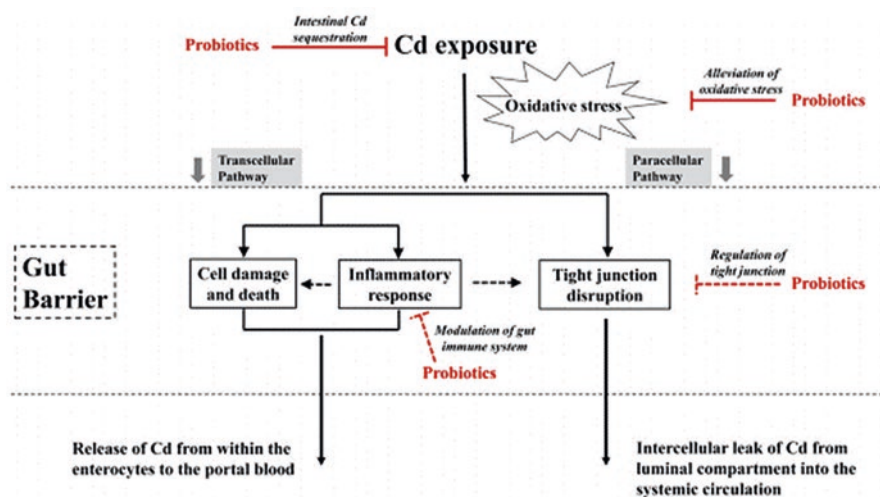 Intestinal Cd
sequestration
Probiotics
Cd exposure
Oxidative stress
Alleviation of
oxidative stress
Probiotics
Transcellular
Pathway
Paracellular
Pathway
Gut
Barrier
Cell damage
and death
Inflammatory
response
Tight junction
disruption
Regulation of
tight junction
Probiotics
Modulation of gut
immune system
Probiotics
Release of Cd from within the
enterocytes to the portal blood
Intercellular leak of Cd from
luminal compartment into the
systemic circulation